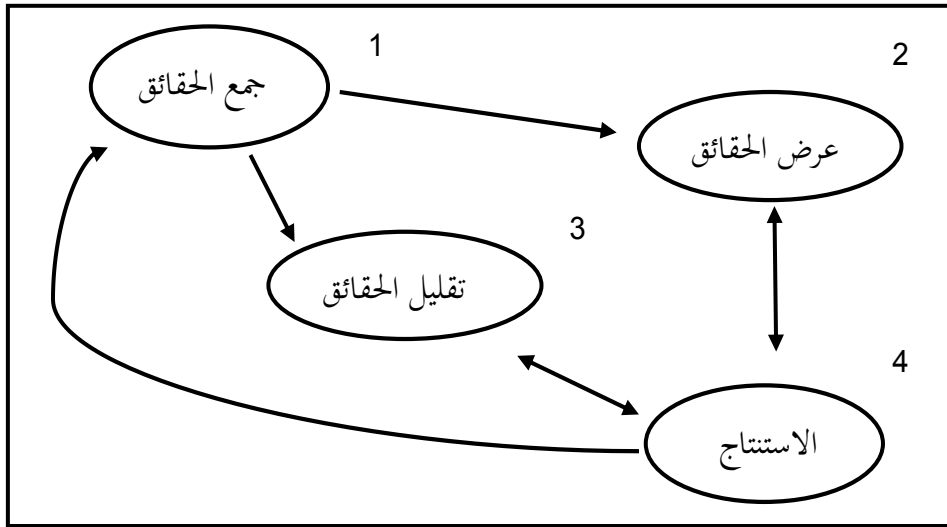 1
جمع الحقائق
2
عرض الحقائق
3
تقليل الحقائق
4
الاستنتاج